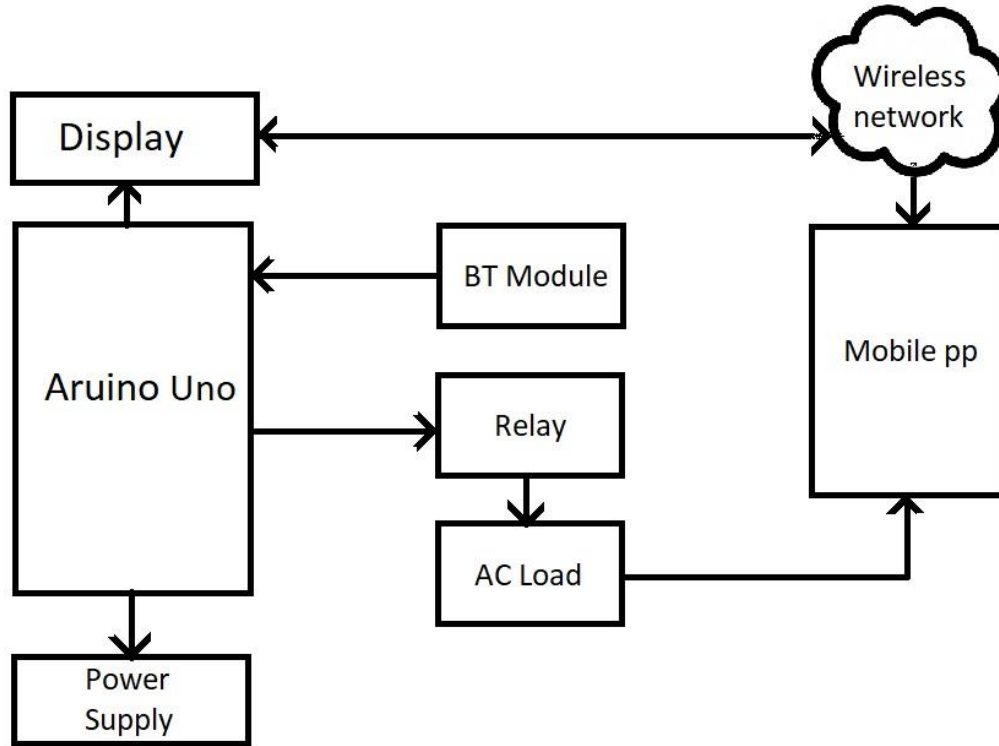 Wireless
network
Display
BT Module
Mobile pp
Aruino Uno
Relay
AC Load
Power
Supply